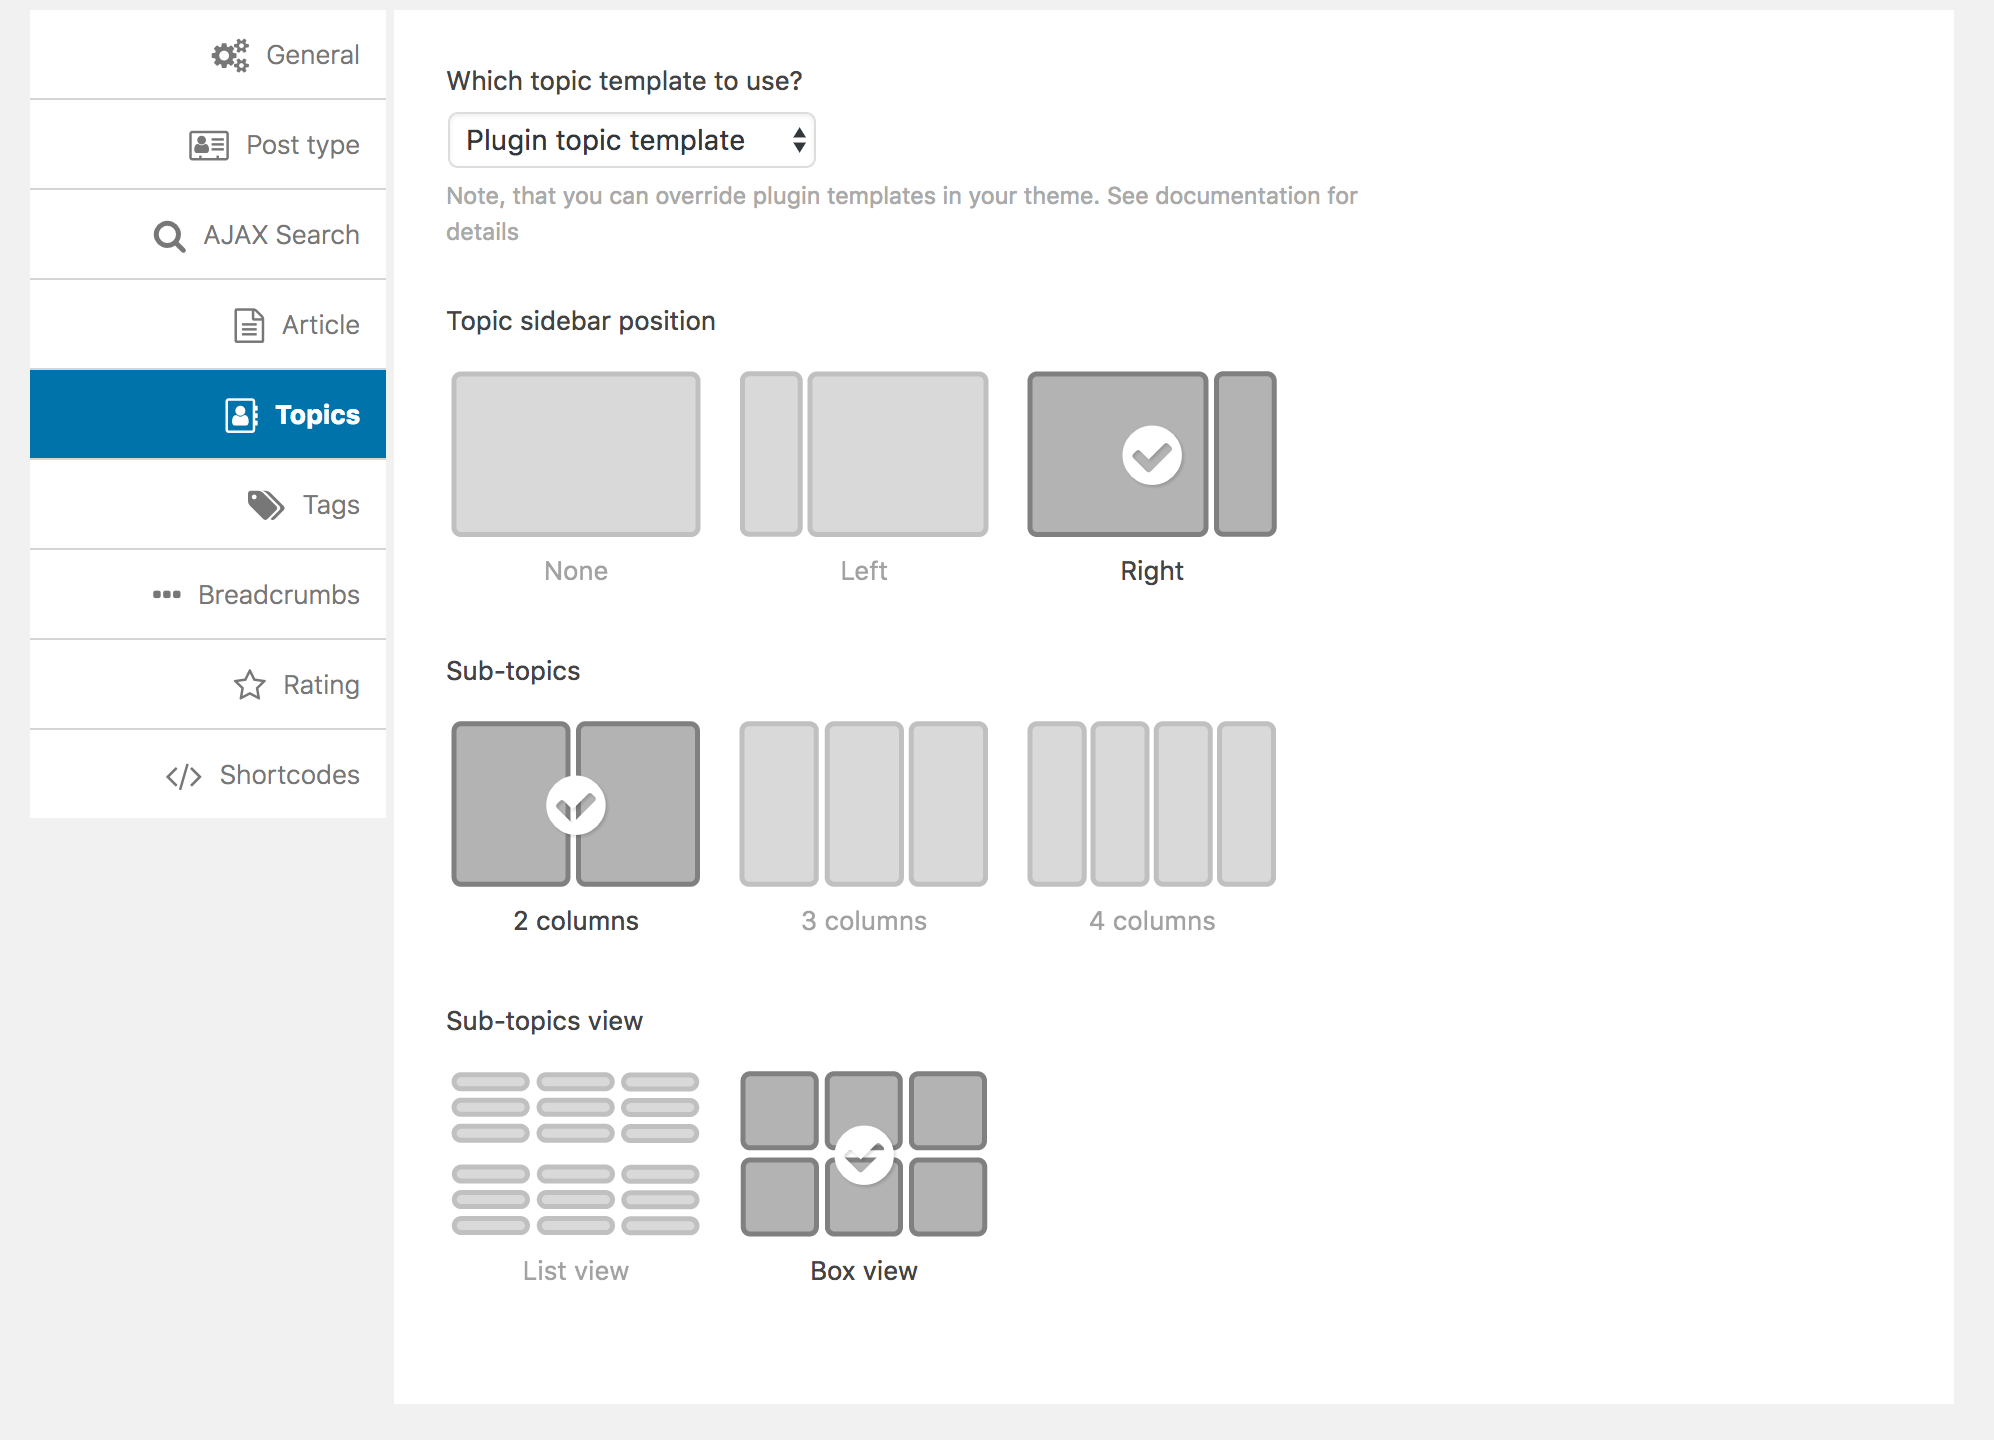 General
Post type
AJAX Search
Article
Topics
Tags
Breadcrumbs
Rating
Shortcodes
Which topic template to use?
Plugin topic template
Note, that you can override plugin templates in your theme. See documentation for
details
Topic sidebar position
None
Left
Right
Sub-topics
2 columns
3 columns
4 columns
Sub-topics view
List view
Box view